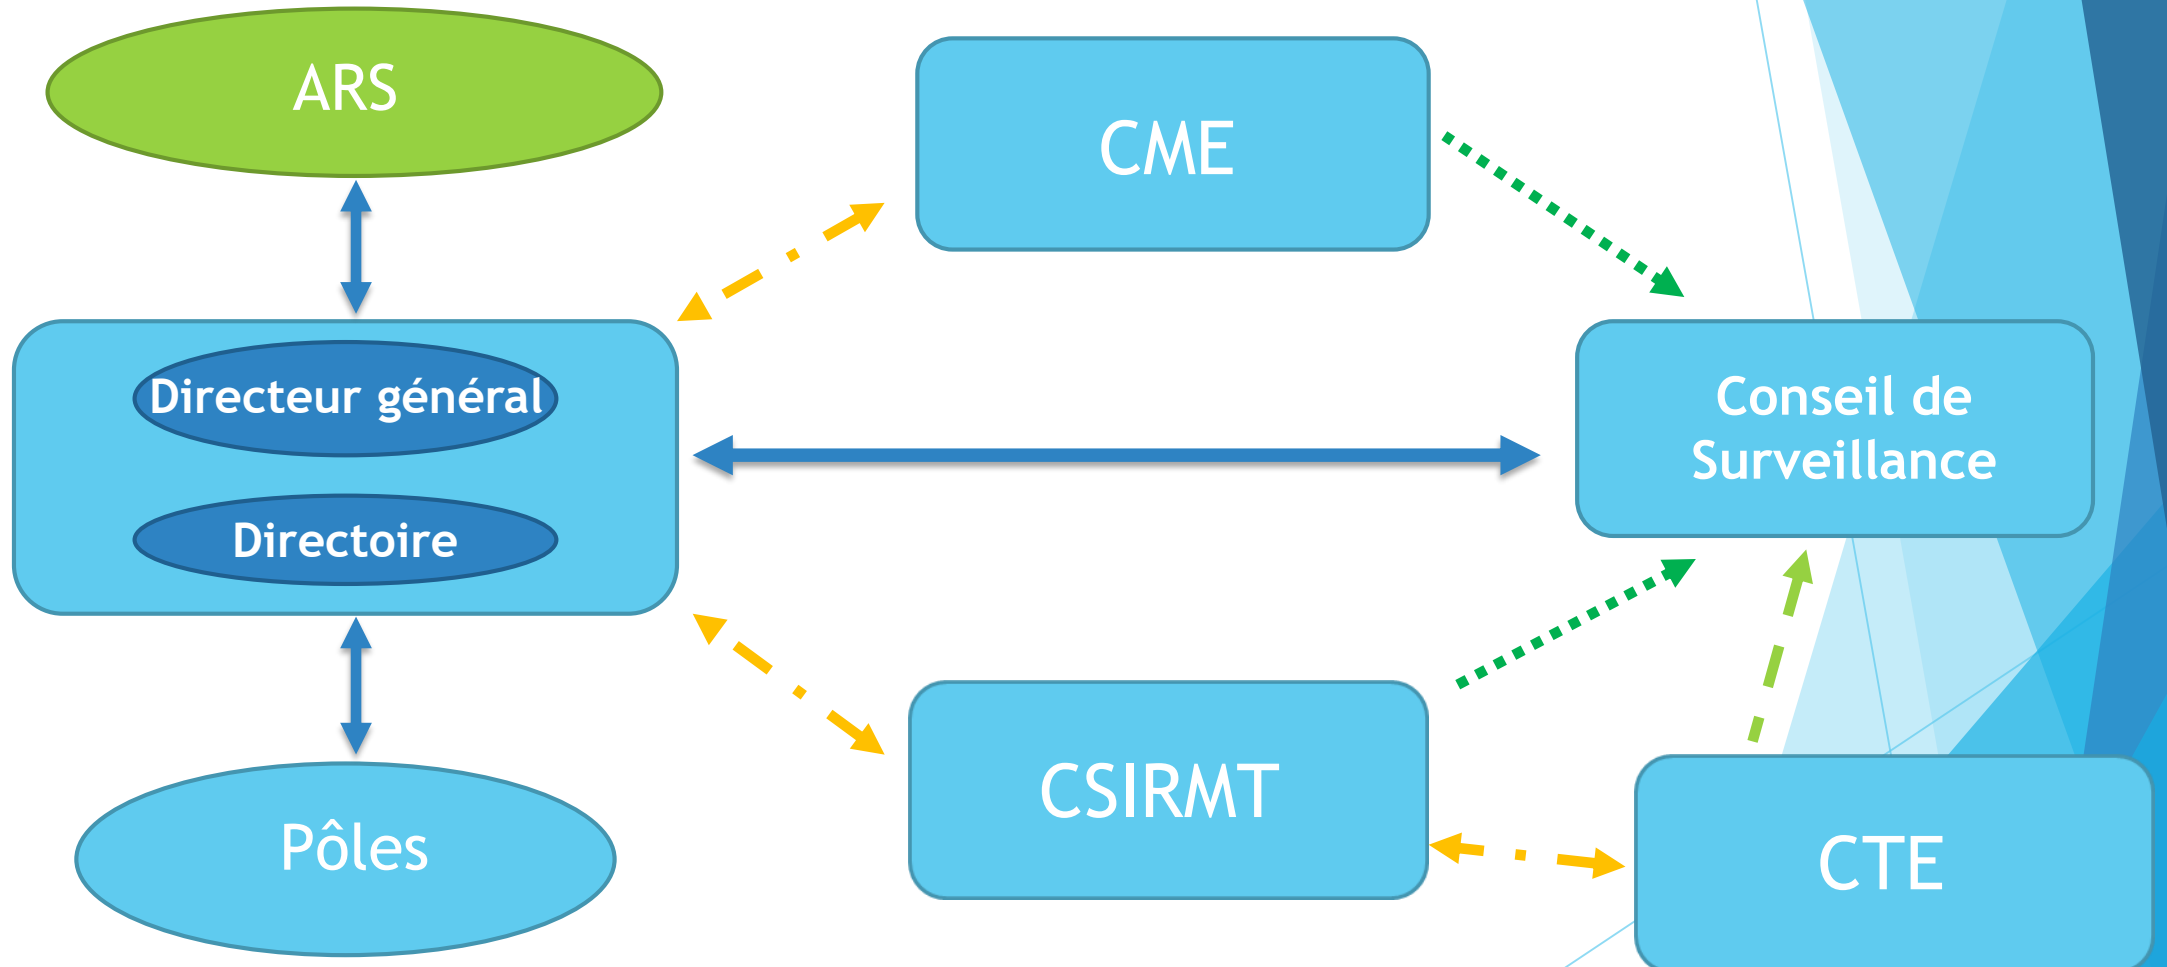 ARS
CME
Directeur général
Directoire
Conseil de
Surveillance
Pôles
CSIRMT
CTE